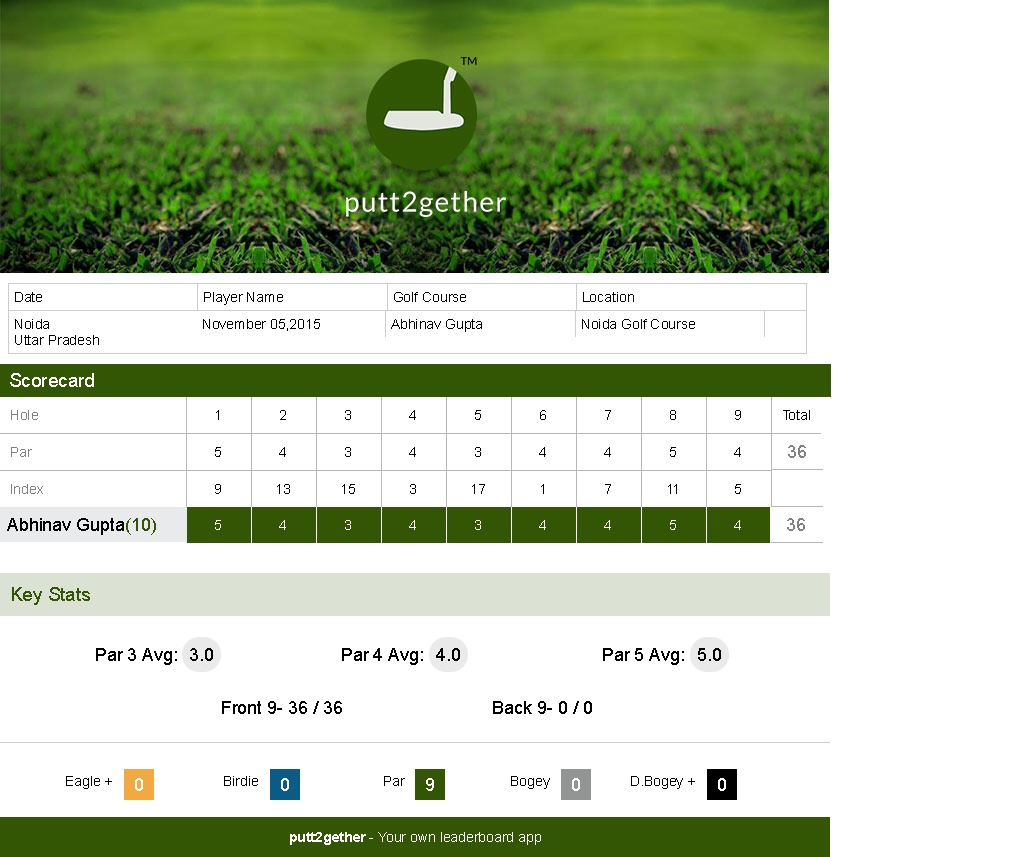 TM
putt2gether
Date Player Name Golf Course Location
Noida November 05,2015 Abhinav Gupta Noida Golf Course
Uttar Pradesh
Scorecard
Hole 1 2 3 4 5 6 7 8 9 Total
Par 5 4 3 4 3 4 4 5 4 36
Index 9 13 15 3 17 1 7 11 5
Abhinav Gupta(10) 5 4 3 4 3 4 4 5 4 36
Key Stats
Par 3 Avg: 3.0 Par 4 Avg: 4.0 Par 5 Avg: 5.0
Front 9- 36 / 36 Back 9- 0 / 0
Eagle + 0 Birdie 0 Par 9 Bogey 0 D.Bogey + 0
putt2gether - Your own leaderboard app